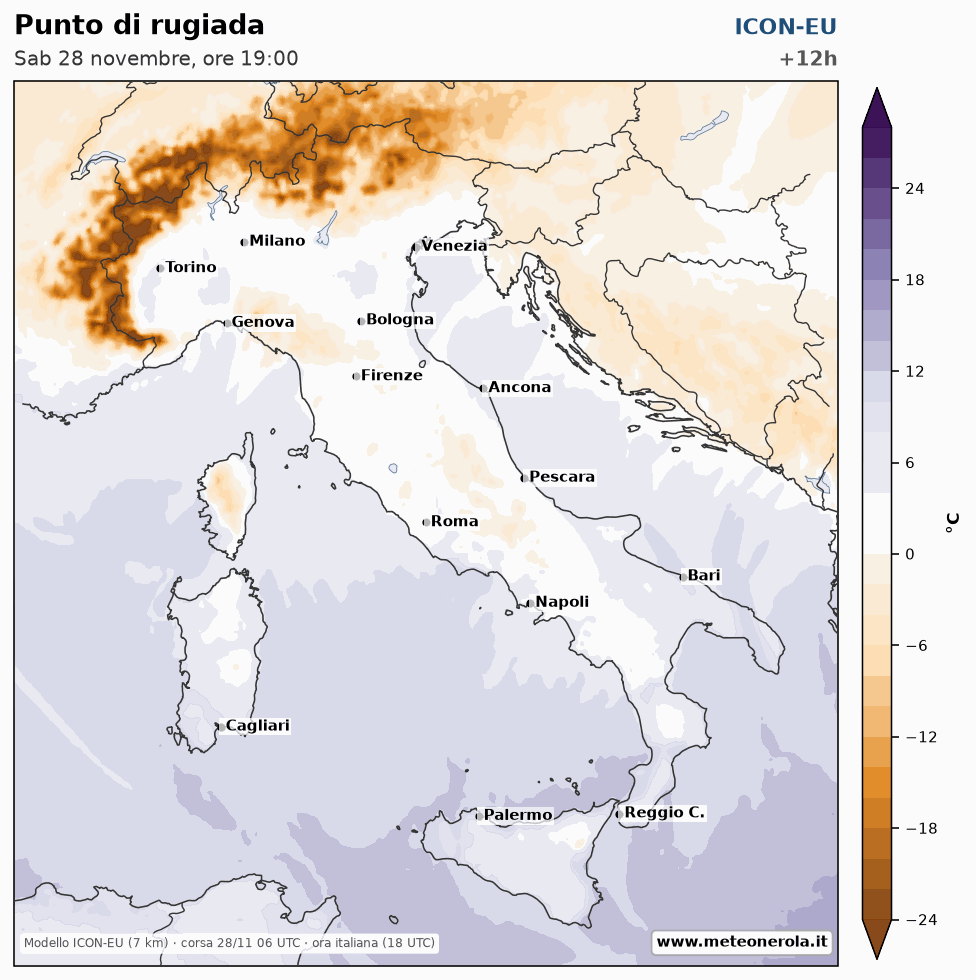 Punto di rugiada
ICON-EU
Sab 28 novembre, ore 19:00
+12h
Milano
Venezia
Torino
Genova
Bologna
Firenze
Ancona
Pescara
Roma
Bari
Napoli
Cagliari
Palermo
Reggio C.
24
18
12
6
0
−6
−12
−18
−24
°C
Modello ICON-EU (7 km) · corsa 28/11 06 UTC · ora italiana (18 UTC)
www.meteonerola.it